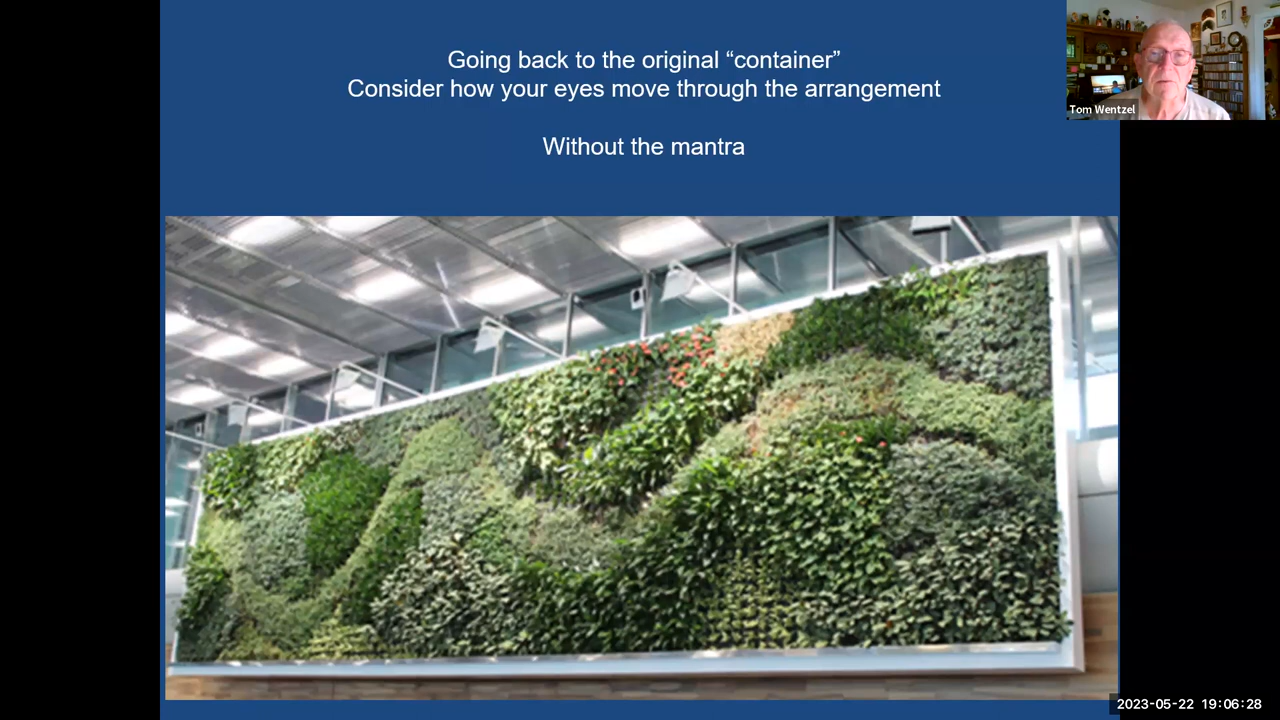 Going back to the original “container”
Consider how your eyes move through the arrangement
Without the mantra
Tom Wentzel
2023-05-22 19:06:28